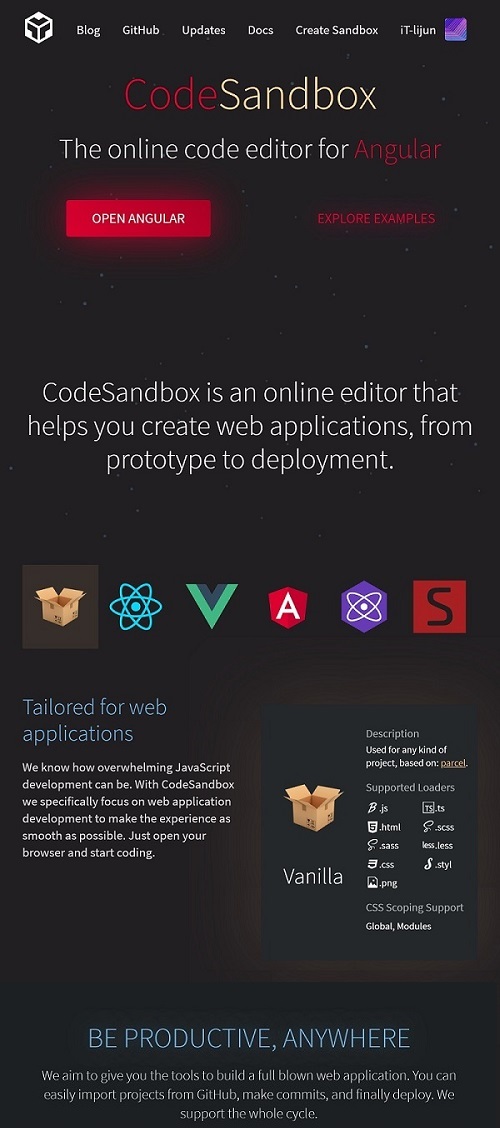 Blog GitHub Updates Docs Create Sandbox iT-lijun
CodeSandbox
The online code editor for Angular
OPEN ANGULAR EXPLORE EXAMPLES
CodeSandbox is an online editor that
helps you create web applications, from
prototype to deployment.
A S
Tailored for web
applications
We know how overwhelming JavaScript
development can be. With CodeSandbox
we specifically focus on web application
development to make the experience as
smooth as possible. Just open your
browser and start coding.
Vanilla
Description
Used for any kind of
project, based on: parcel.
Supported Loaders
.js TS .ts
.html .scss
.sass less .less
.css .styl
.png
CSS Scoping Support
Global, Modules
BE PRODUCTIVE, ANYWHERE
We aim to give you the tools to build a full blown web application. You can
easily import projects from GitHub, make commits, and finally deploy. We
support the whole cycle.